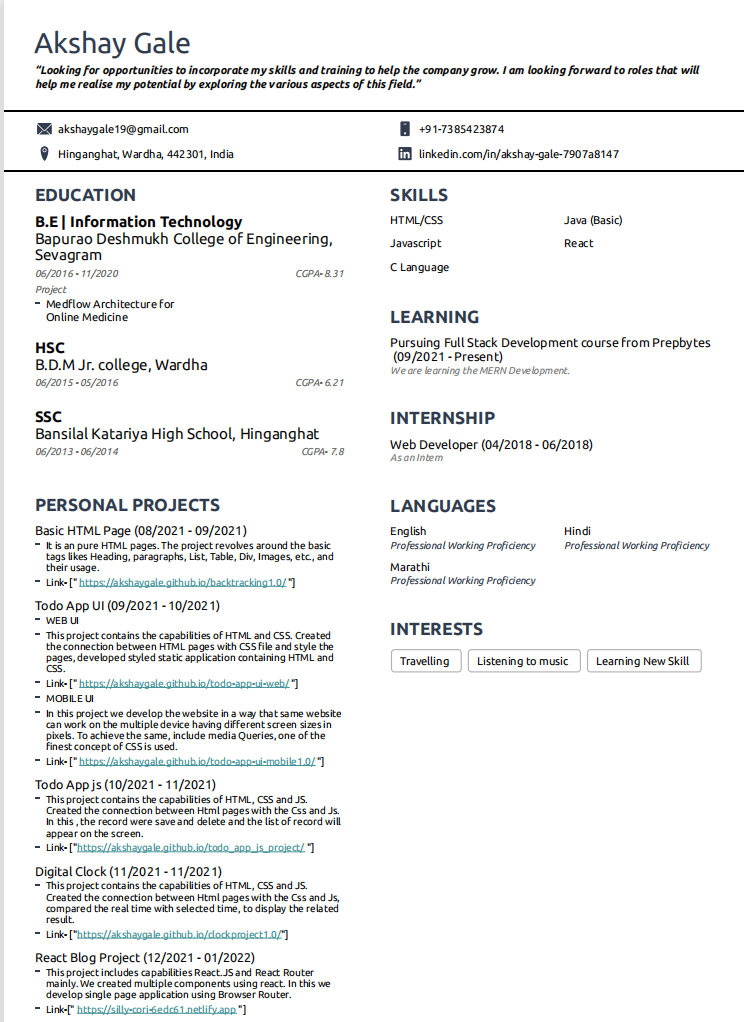 Akshay Gale
“Looking for opportunities to incorporate my skills and training to help the company grow. I am looking forward to roles that will
help me realise my potential by exploring the various aspects of this field.”
akshaygale19@gmail.com
+91-7385423874
Hinganghat, Wardha, 442301, India
linkedin.com/in/akshay-gale-7907a8147
EDUCATION
B.E | Information Technology
Bapurao Deshmukh College of Engineering,
Sevagram
06/2016 - 11/2020 CGPA- 8.31
Project
- Medflow Architecture for
Online Medicine
HSC
B.D.M Jr. college, Wardha
06/2015 - 05/2016 CGPA- 6.21
SSC
Bansilal Katariya High School, Hinganghat
06/2013 - 06/2014 CGPA- 7.8
PERSONAL PROJECTS
Basic HTML Page (08/2021 - 09/2021)
- It is an pure HTML pages. The project revolves around the basic
tags likes Heading, paragraphs, List, Table, Div, Images, etc., and
their usage.
- Link- [" https://akshaygale.github.io/backtracking1.0/ "]
Todo App UI (09/2021 - 10/2021)
- WEB UI
- This project contains the capabilities of HTML and CSS. Created
the connection between HTML pages with CSS file and style the
pages, developed styled static application containing HTML and
CSS.
- Link- [" https://akshaygale.github.io/todo-app-ui-web/ "]
- MOBILE UI
- In this project we develop the website in a way that same website
can work on the multiple device having different screen sizes in
pixels. To achieve the same, include media Queries, one of the
finest concept of CSS is used.
- Link- [" https://akshaygale.github.io/todo-app-ui-mobile1.0/ "]
Todo App js (10/2021 - 11/2021)
- This project contains the capabilities of HTML, CSS and JS.
Created the connection between Html pages with the Css and Js.
In this , the record were save and delete and the list of record will
appear on the screen.
- Link- ["https://akshaygale.github.io/todo_app_js_project/ "]
Digital Clock (11/2021 - 11/2021)
- This project contains the capabilities of HTML, CSS and JS.
Created the connection between Html pages with the Css and Js,
compared the real time with selected time, to display the related
result.
- Link- ["https://akshaygale.github.io/clockproject1.0/"]
React Blog Project (12/2021 - 01/2022)
- This project includes capabilities React.JS and React Router
mainly. We created multiple components using react. In this we
develop single page application using Browser Router.
- Link-[" https://silly-cori-6edc61.netlify.app "]
SKILLS
HTML/CSS Java (Basic)
Javascript React
C Language
LEARNING
Pursuing Full Stack Development course from Prepbytes
(09/2021 - Present)
We are learning the MERN Development.
INTERNSHIP
Web Developer (04/2018 - 06/2018)
As an Intern
LANGUAGES
English Hindi
Professional Working Proficiency Professional Working Proficiency
Marathi
Professional Working Proficiency
INTERESTS
Travelling Listening to music Learning New Skill